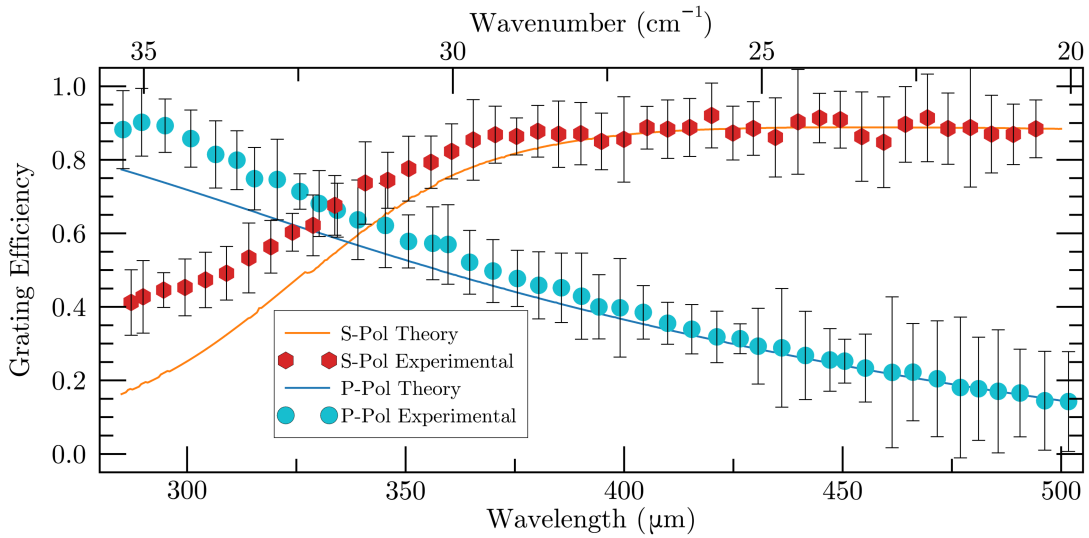 Wavenumber (cm⁻¹)
35 30 25 20
1.0
0.8
0.6
0.4
0.2
0.0
Grating Efficiency
S-Pol Theory
S-Pol Experimental
P-Pol Theory
P-Pol Experimental
300 350 400 450 500
Wavelength (μm)